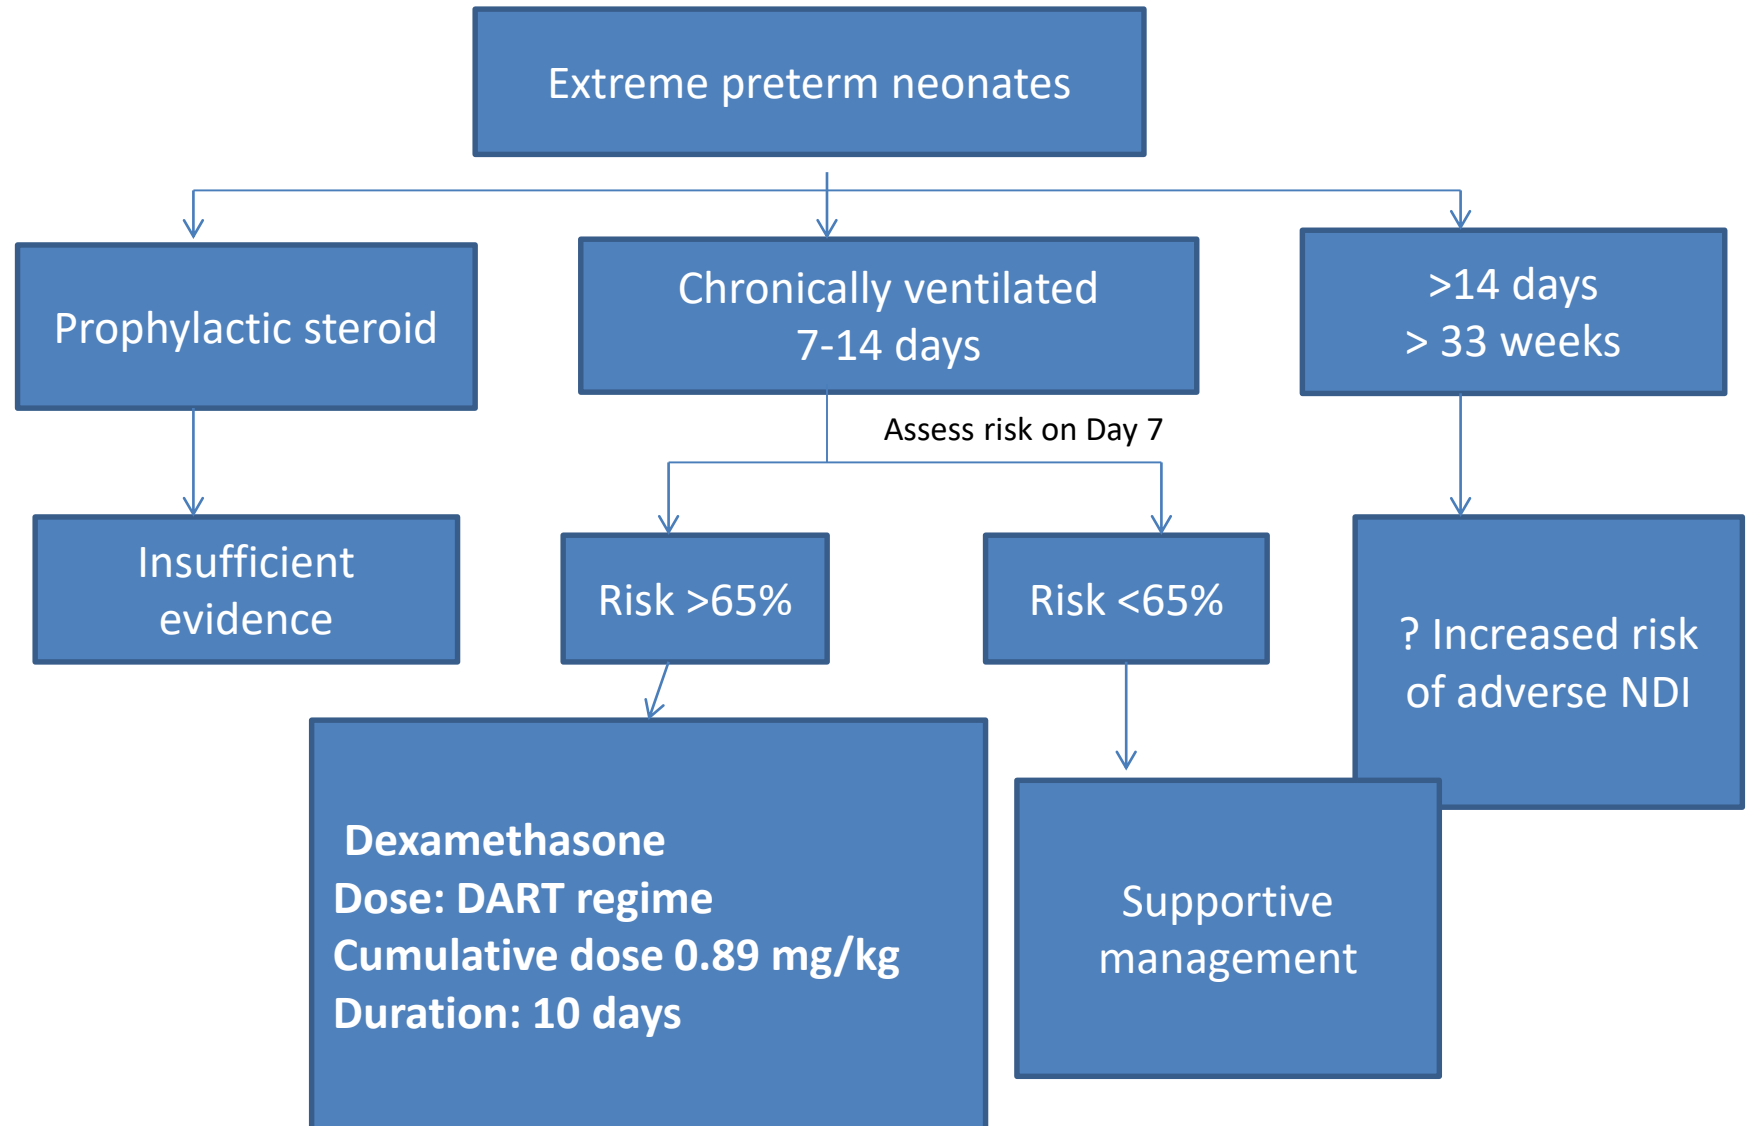 Extreme preterm neonates
Prophylactic steroid
Chronically ventilated
7-14 days
>14 days
> 33 weeks
Assess risk on Day 7
Insufficient
evidence
Risk >65%
Risk <65%
? Increased risk
of adverse NDI
Dexamethasone
Dose: DART regime
Cumulative dose 0.89 mg/kg
Duration: 10 days
Supportive
management